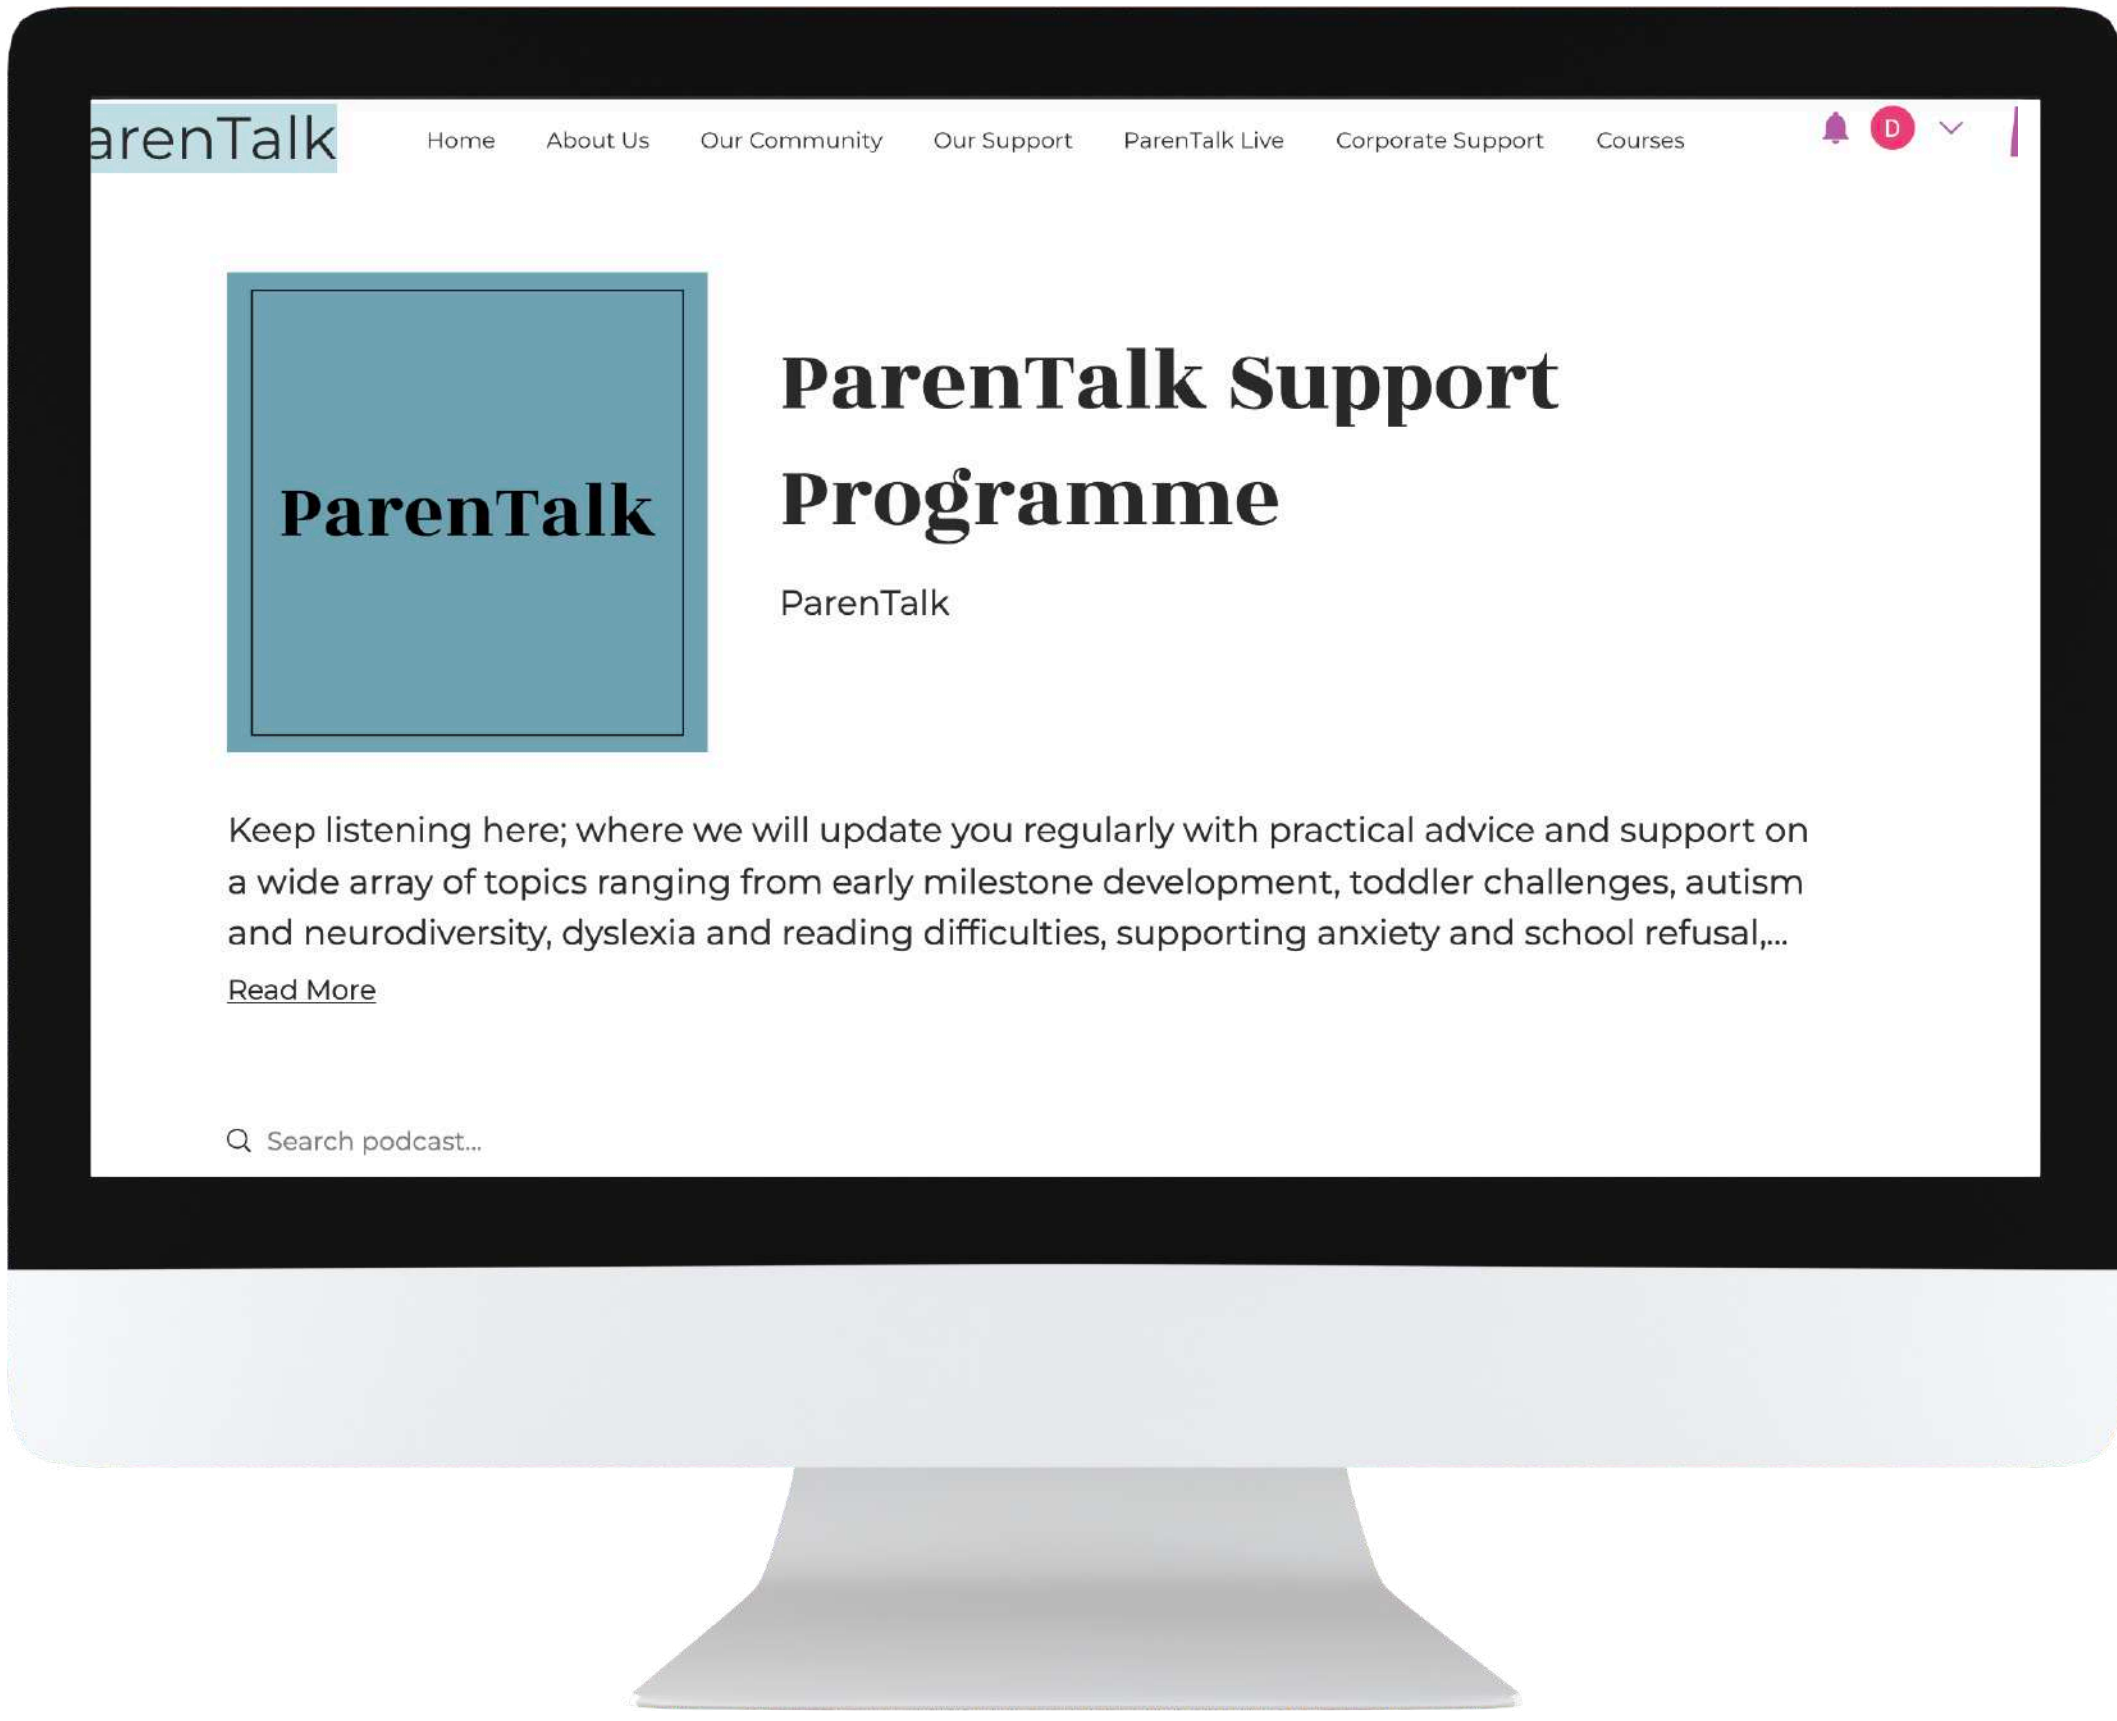 arenTalk
Home About Us Our Community Our Support ParenTalk Live Corporate Support Courses
D
ParenTalk
ParenTalk Support
Programme
ParenTalk
Keep listening here; where we will update you regularly with practical advice and support on
a wide array of topics ranging from early milestone development, toddler challenges, autism
and neurodiversity, dyslexia and reading difficulties, supporting anxiety and school refusal,...
Read More
Search podcast...